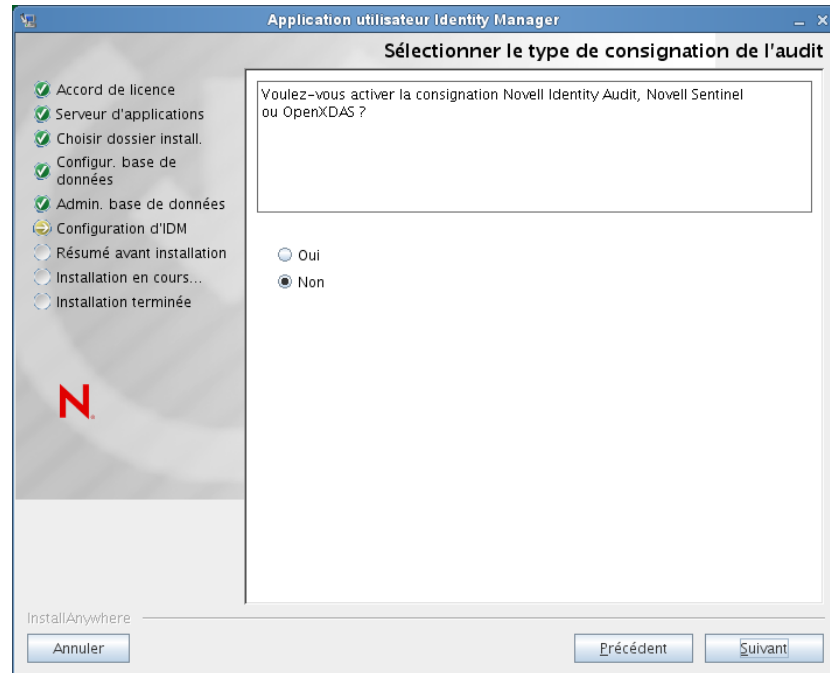 Application utilisateur Identity Manager
Sélectionner le type de consignation de l'audit
Accord de licence
Serveur d'applications
Choisir dossier install.
Configur. base de
données
Admin. base de données
Configuration d'IDM
Résumé avant installation
Installation en cours...
Installation terminée
N.
Voulez-vous activer la consignation Novell Identity Audit, Novell Sentinel
ou OpenXDAS ?
Oui
Non
InstallAnywhere
Annuler
Précédent
Suivant